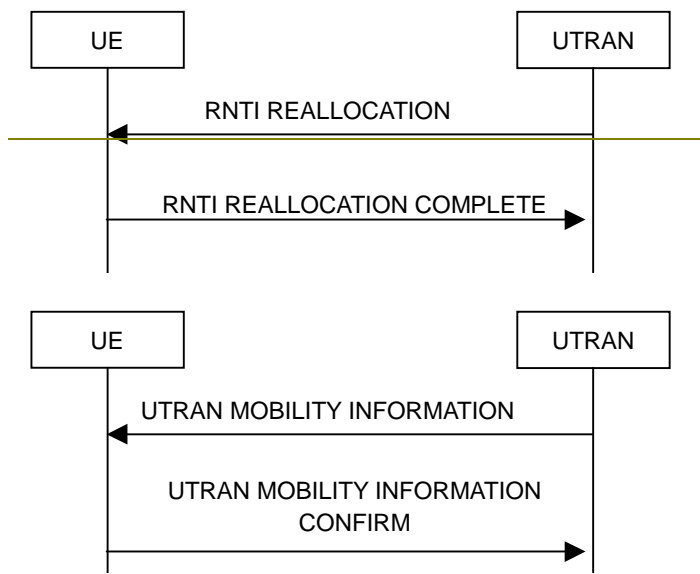 UE UTRAN
RNTI REALLOCATION
RNTI REALLOCATION COMPLETE
UE UTRAN
UTRAN MOBILITY INFORMATION
UTRAN MOBILITY INFORMATION
CONFIRM